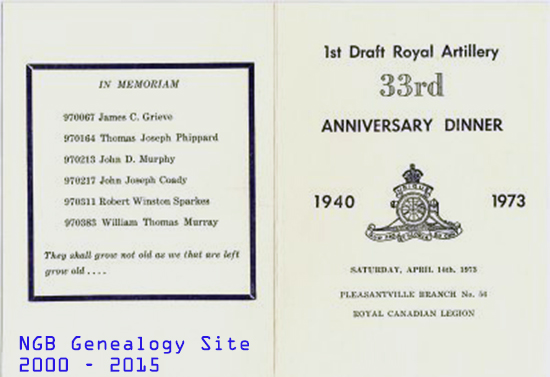 IN MEMORIAM
970067 James C. Grieve
970164 Thomas Joseph Phippard
970213 John D. Murphy
970217 John Joseph Coady
970311 Robert Winston Sparkes
970383 William Thomas Murray
They shall grow not old as we that are left
grow old ....
NGB Genealogy Site
2000 - 2015
1st Draft Royal Artillery
33rd
ANNIVERSARY DINNER
UBIQUE
1940 1973
SATURDAY, APRIL 14th, 1973
PLEASANTVILLE BRANCH No. 56
ROYAL CANADIAN LEGION